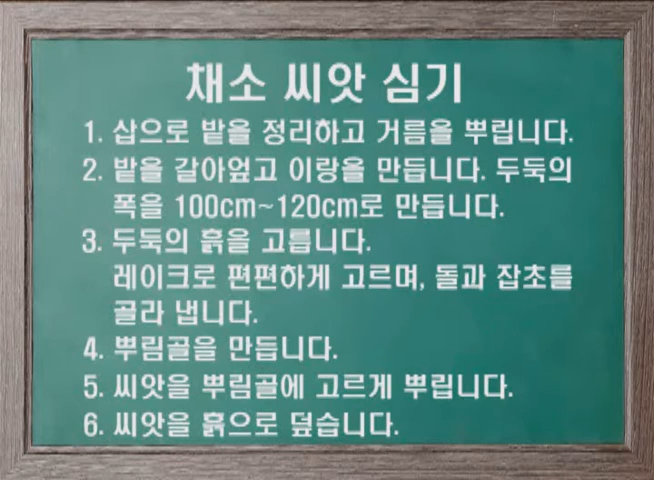 채소 씨앗 심기
1. 삽으로 밭을 정리하고 거름을 뿌립니다.
2. 밭을 갈아엎고 이랑을 만듭니다. 두둑의
폭을 100cm~120cm로 만듭니다.
3. 두둑의 흙을 고릅니다.
레이크로 편편하게 고르며, 돌과 잡초를
골라 냅니다.
4. 뿌림골을 만듭니다.
5. 씨앗을 뿌림골에 고르게 뿌립니다.
6. 씨앗을 흙으로 덮습니다.